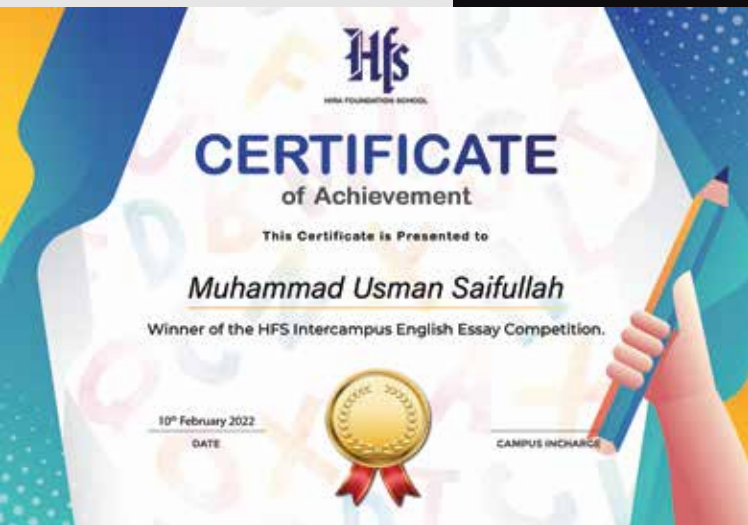 Hfs
HIRA FOUNDATION SCHOOL
CERTIFICATE
of Achievement
This Certificate is Presented to
Muhammad Usman Saifullah
Winner of the HFS Intercampus English Essay Competition.
10th February 2022
DATE
CAMPUS INCHARGE